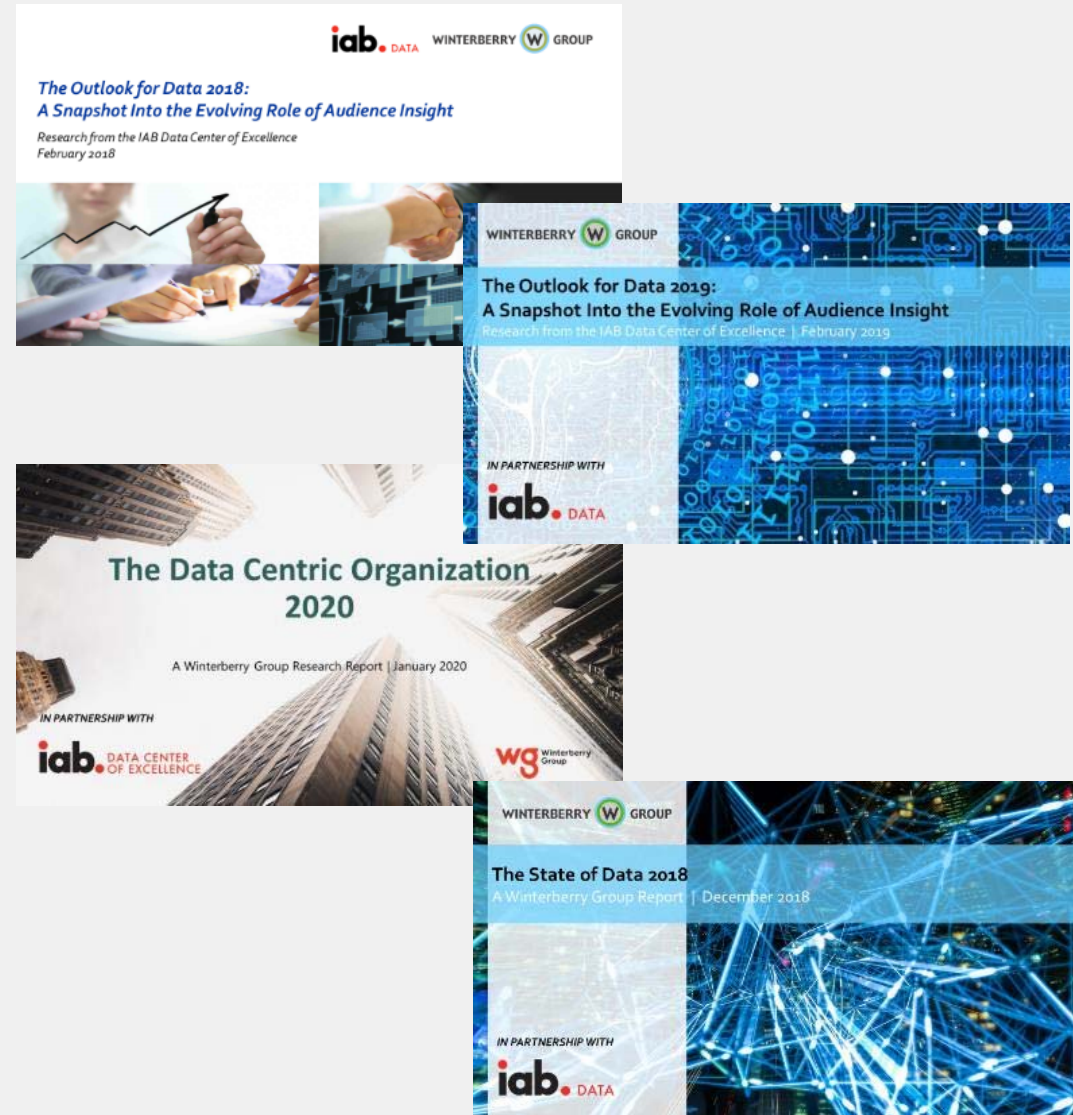 iab. DATA WINTERBERRY W GROUP
The Outlook for Data 2018:
A Snapshot Into the Evolving Role of Audience Insight
Research from the IAB Data Center of Excellence
February 2018
WINTERBERRY W GROUP
The Outlook for Data 2019:
A Snapshot Into the Evolving Role of Audience Insight
Research from the IAB Data Center of Excellence | February 2019
IN PARTNERSHIP WITH
iab. DATA
The Data Centric Organization
2020
A Winterberry Group Research Report | January 2020
IN PARTNERSHIP WITH
iab. DATA CENTER
OF EXCELLENCE
wg Winterberry
Group
WINTERBERRY W GROUP
The State of Data 2018
A Winterberry Group Report | December 2018
IN PARTNERSHIP WITH
iab. DATA